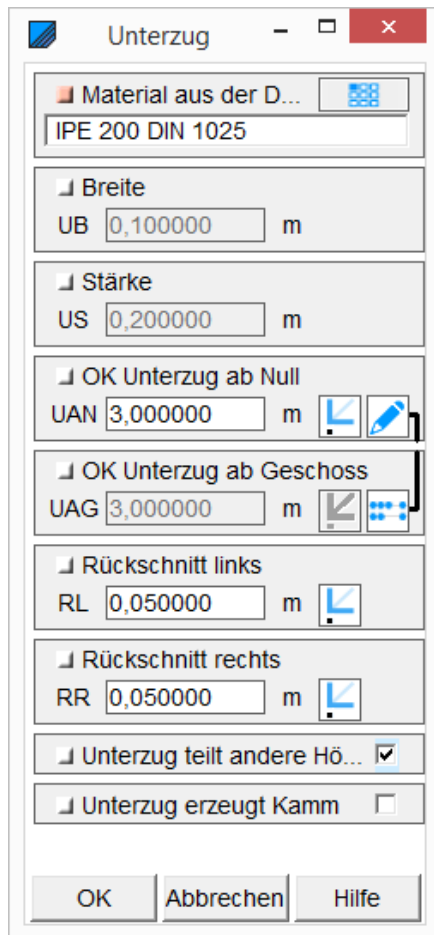 Unterzug
Material aus der D...
IPE 200 DIN 1025
Breite
UB 0,100000 m
Stärke
US 0,200000 m
OK Unterzug ab Null
UAN 3,000000 m
OK Unterzug ab Geschoss
UAG 3,000000 m
Rückschnitt links
RL 0,050000 m
Rückschnitt rechts
RR 0,050000 m
Unterzug teilt andere Hö...
Unterzug erzeugt Kamm
OK Abbrechen Hilfe